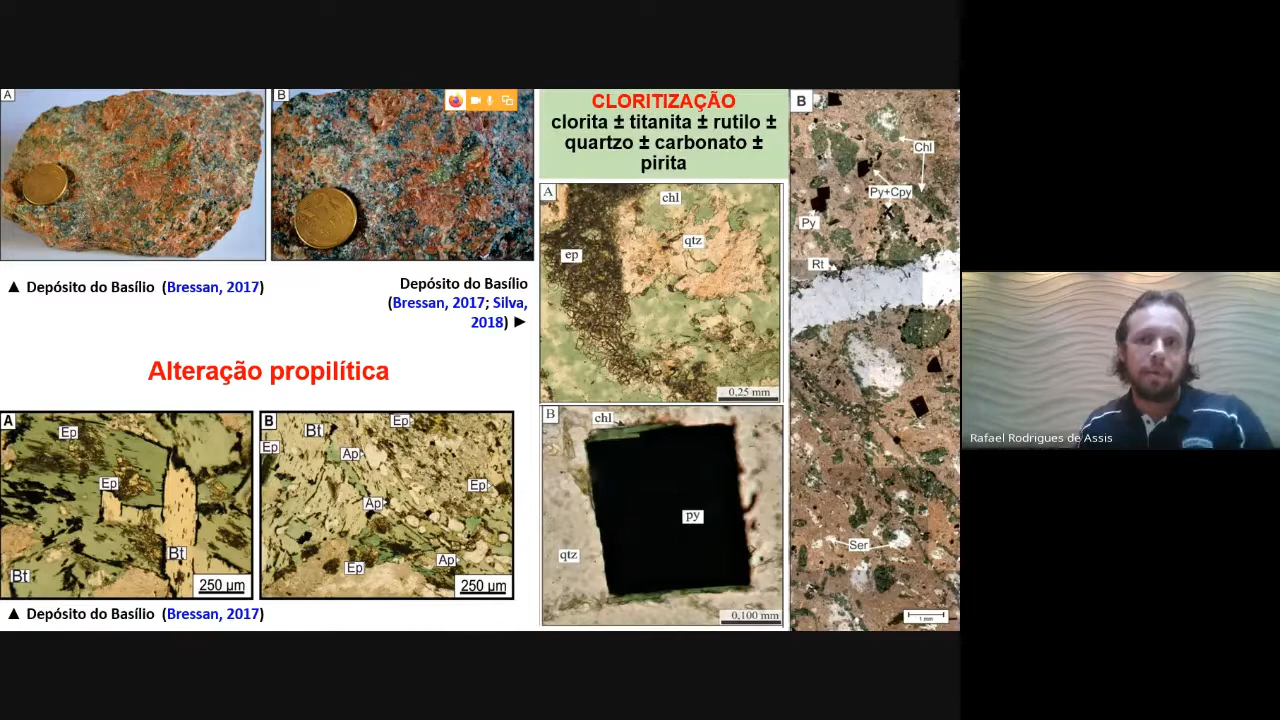 A
B
▲ Depósito do Basílio (Bressan, 2017)
Depósito do Basílio
(Bressan, 2017; Silva,
2018) ►
Alteração propilítica
A
Ep
Ep
Bt
Bt
250 µm
B
Bt
Ep
Ep
Ap
Ep
Ap
Ep
Ap
250 µm
▲ Depósito do Basílio (Bressan, 2017)
CLORITIZAÇÃO
clorita ± titanita ± rutilo ±
quartzo ± carbonato ±
pirita
A
chl
qtz
ep
0,25 mm
B
chl
py
qtz
0,100 mm
B
Chl
Py+Cpy
Py
Rt
Ser
1 mm
Rafael Rodrigues de Assis